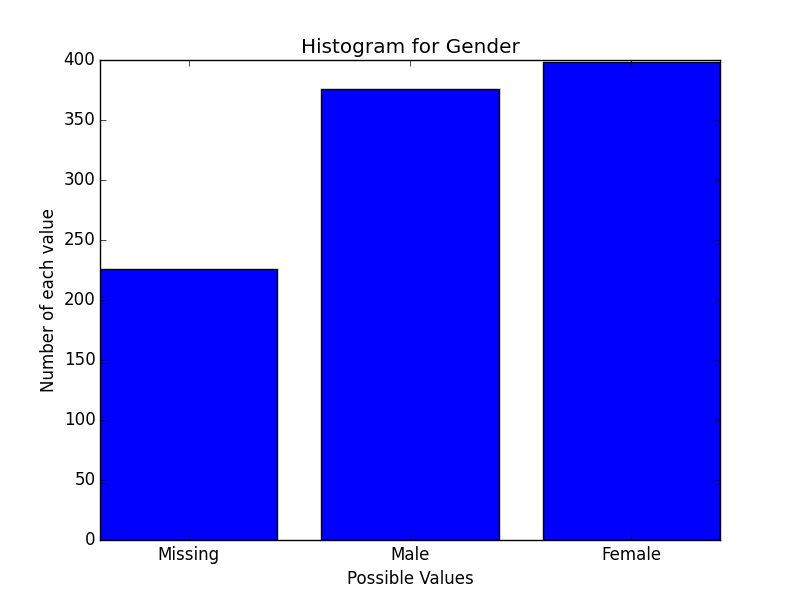 Histogram for Gender
400
350
300
250
200
150
100
50
0
Number of each value
Missing Male Female
Possible Values